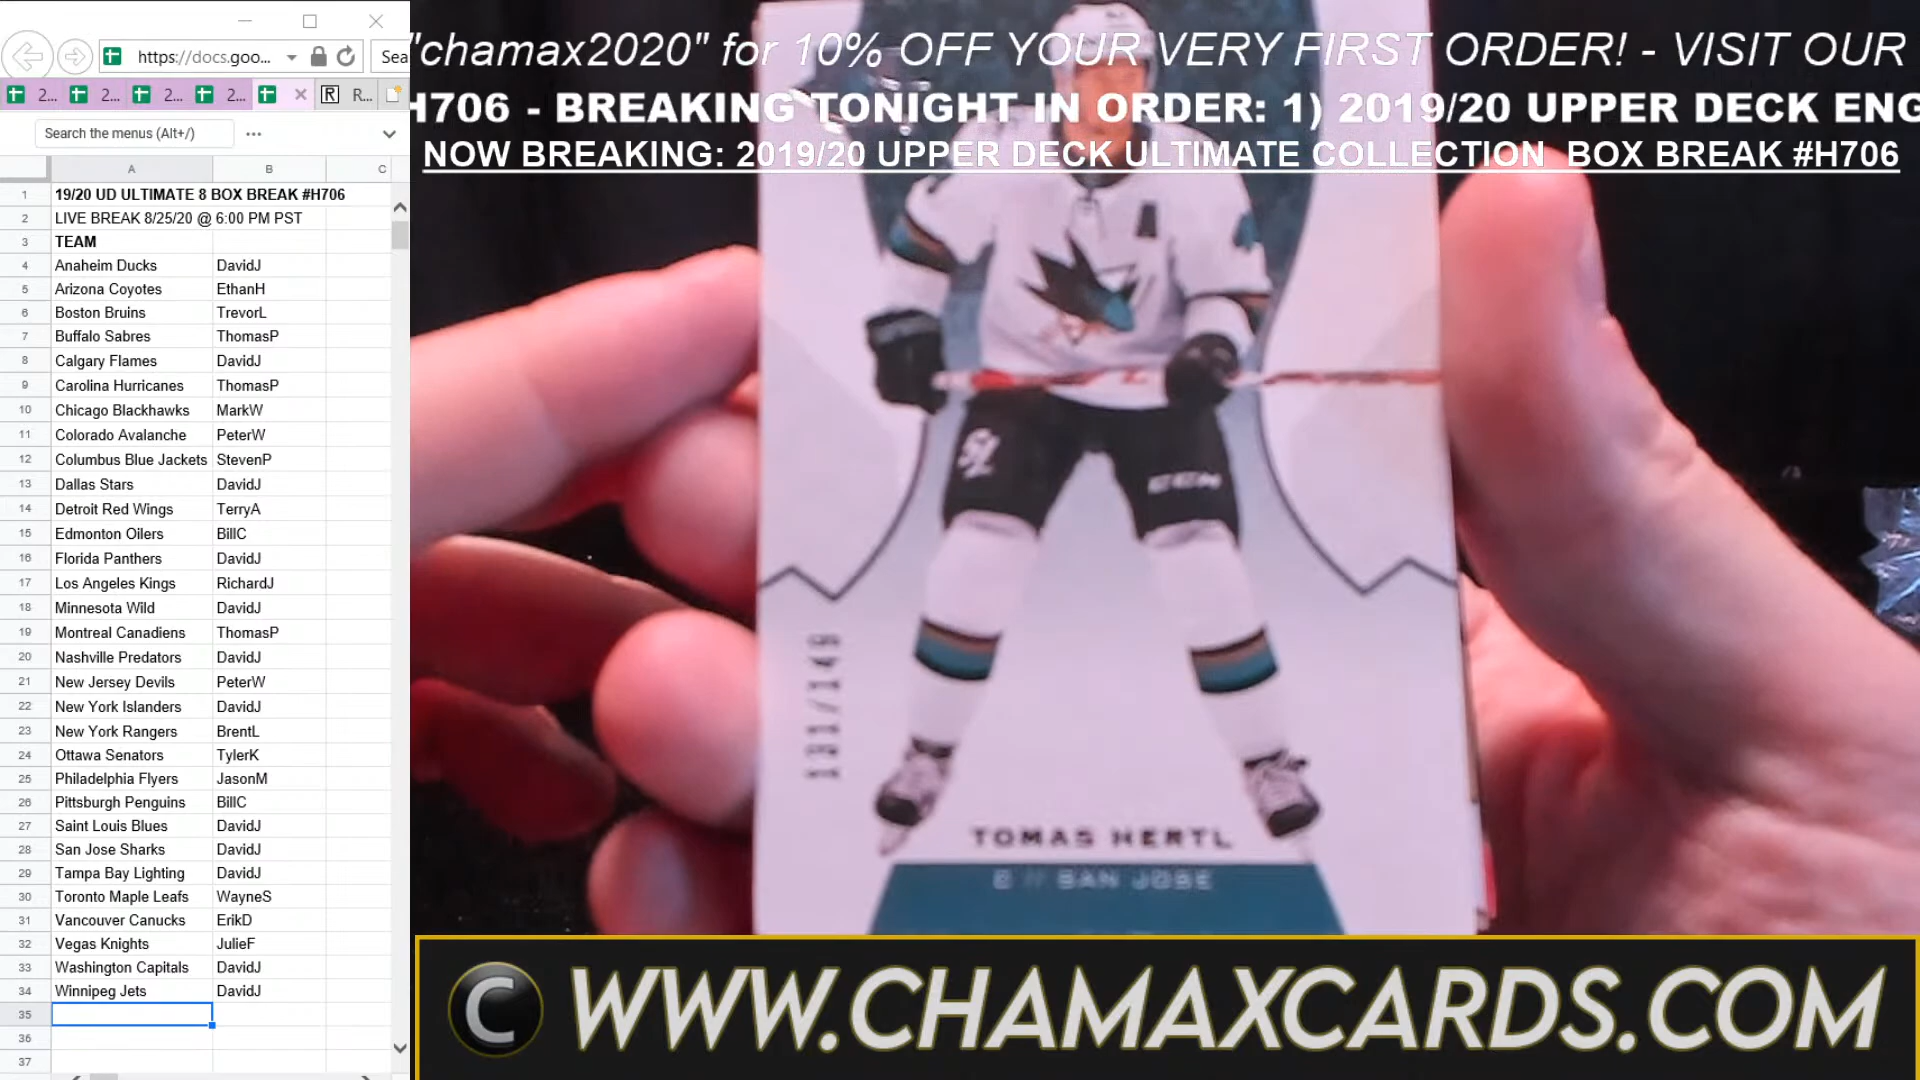 https://docs.goo...
Sea
2...
2...
2...
2...
R...
Search the menus (Alt+/)
A B C
1 19/20 UD ULTIMATE 8 BOX BREAK #H706
2 LIVE BREAK 8/25/20 @ 6:00 PM PST
3 TEAM
4 Anaheim Ducks DavidJ
5 Arizona Coyotes EthanH
6 Boston Bruins TrevorL
7 Buffalo Sabres ThomasP
8 Calgary Flames DavidJ
9 Carolina Hurricanes ThomasP
10 Chicago Blackhawks MarkW
11 Colorado Avalanche PeterW
12 Columbus Blue Jackets StevenP
13 Dallas Stars DavidJ
14 Detroit Red Wings TerryA
15 Edmonton Oilers BillC
16 Florida Panthers DavidJ
17 Los Angeles Kings RichardJ
18 Minnesota Wild DavidJ
19 Montreal Canadiens ThomasP
20 Nashville Predators DavidJ
21 New Jersey Devils PeterW
22 New York Islanders DavidJ
23 New York Rangers BrentL
24 Ottawa Senators TylerK
25 Philadelphia Flyers JasonM
26 Pittsburgh Penguins BillC
27 Saint Louis Blues DavidJ
28 San Jose Sharks DavidJ
29 Tampa Bay Lighting DavidJ
30 Toronto Maple Leafs WayneS
31 Vancouver Canucks ErikD
32 Vegas Knights JulieF
33 Washington Capitals DavidJ
34 Winnipeg Jets DavidJ
35
36
37
"chamax2020" for 10% OFF YOUR VERY FIRST ORDER! - VISIT OUR
H706 - BREAKING TONIGHT IN ORDER: 1) 2019/20 UPPER DECK ENG
NOW BREAKING: 2019/20 UPPER DECK ULTIMATE COLLECTION BOX BREAK #H706
A
SJ
CCM
131/149
TOMAS HERTL
C // SAN JOSE
C WWW.CHAMAXCARDS.COM